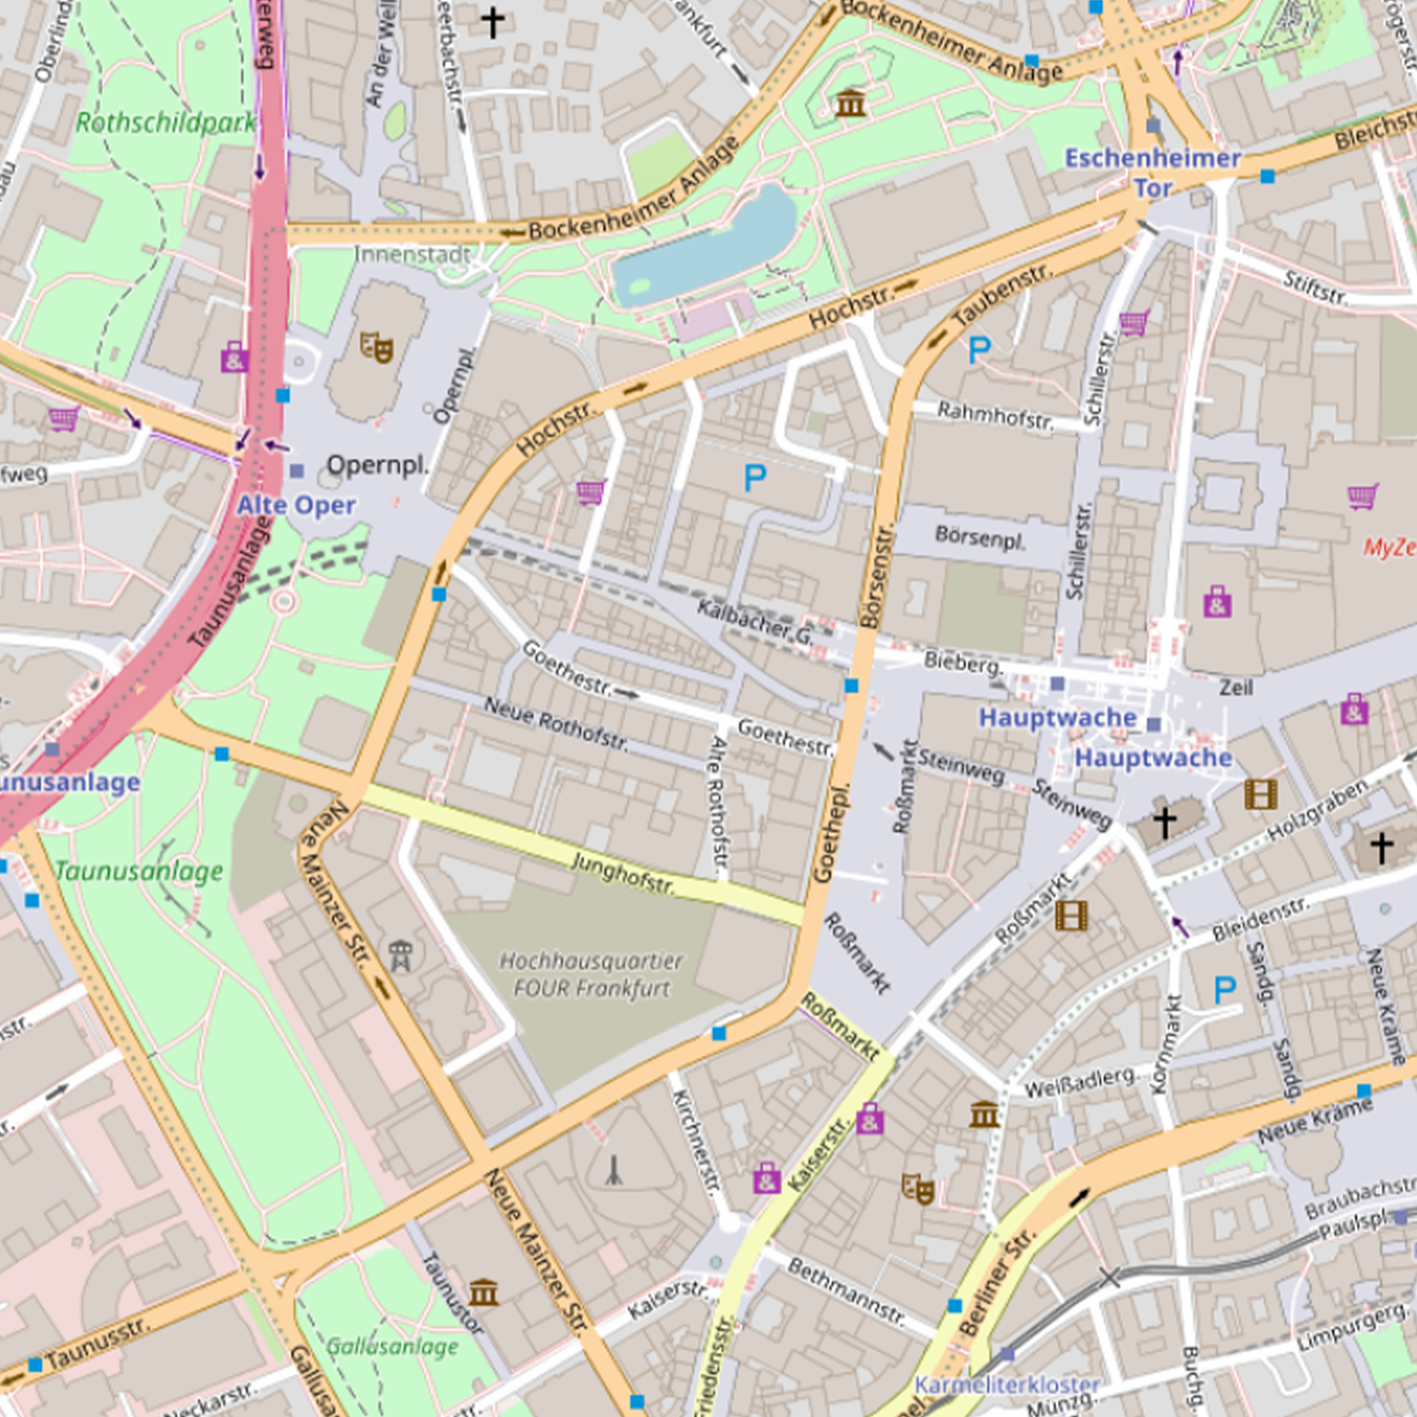 Oberlind
erweg
An der Wel
eerbachstr.
ankfurt
Bockenheimer Anlage
rögerstr.
Rothschildpark
Bockenheimer Anlage
Bleichstr
Eschenheimer
Tor
Innenstadt
Hochstr.
Taubenstr.
Stiftstr.
Opernpl.
Schillerstr.
Hochstr.
Rahmhofstr.
P
P
Opernpl.
fweg
Alte Oper
Taunusanlage
Börsenstr.
Börsenpl.
Schillerstr.
MyZe
Kalbacher G.
Bieberg.
Zeil
Goethestr.
Neue Rothofstr.
Goethestr.
Hauptwache
Hauptwache
Alte Rothofstr.
Roßmarkt
Steinweg
Steinweg
unusanlage
Goethepl.
Holzgraben
Neue Mainzer Str.
Junghofstr.
Taunusanlage
Roßmarkt
Roßmarkt
Bleidenstr.
Hochhausquartier
FOUR Frankfurt
Sandg.
P
Neue Kräme
Roßmarkt
Kornmarkt
nstr.
Weißadlerg.
Sandg.
Kirchnerstr.
Kaiserstr.
Neue Kräme
Neue Mainzer Str.
Braubachstr
Paulspl.
Taunustor
Kaiserstr.
Bethmannstr.
Berliner Str.
Taunusstr.
Gallusanlage
Gallusa
Friedensstr.
Limpurgerg.
Karmeliterkloster
Buchg.
Münzg.
Neckarstr.